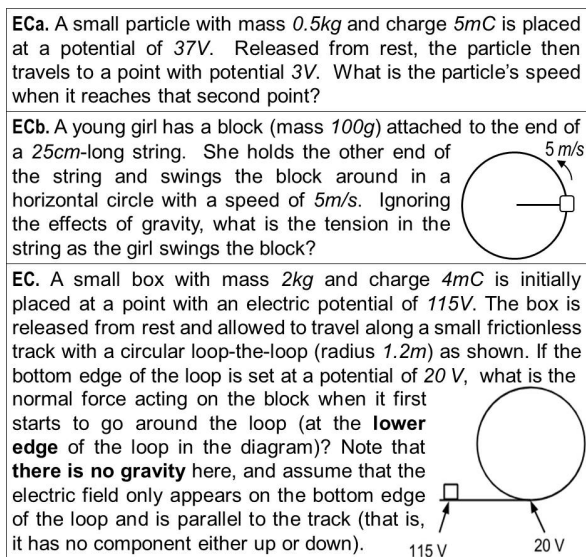 ECa. A small particle with mass 0.5kg and charge 5mC is placed
at a potential of 37V. Released from rest, the particle then
travels to a point with potential 3V. What is the particle's speed
when it reaches that second point?
ECb. A young girl has a block (mass 100g) attached to the end of
a 25cm-long string. She holds the other end of
the string and swings the block around in a
horizontal circle with a speed of 5m/s. Ignoring
the effects of gravity, what is the tension in the
string as the girl swings the block?
5 m/s
EC. A small box with mass 2kg and charge 4mC is initially
placed at a point with an electric potential of 115V. The box is
released from rest and allowed to travel along a small frictionless
track with a circular loop-the-loop (radius 1.2m) as shown. If the
bottom edge of the loop is set at a potential of 20 V, what is the
normal force acting on the block when it first
starts to go around the loop (at the lower
edge of the loop in the diagram)? Note that
there is no gravity here, and assume that the
electric field only appears on the bottom edge
of the loop and is parallel to the track (that is,
it has no component either up or down).
115 V
20 V